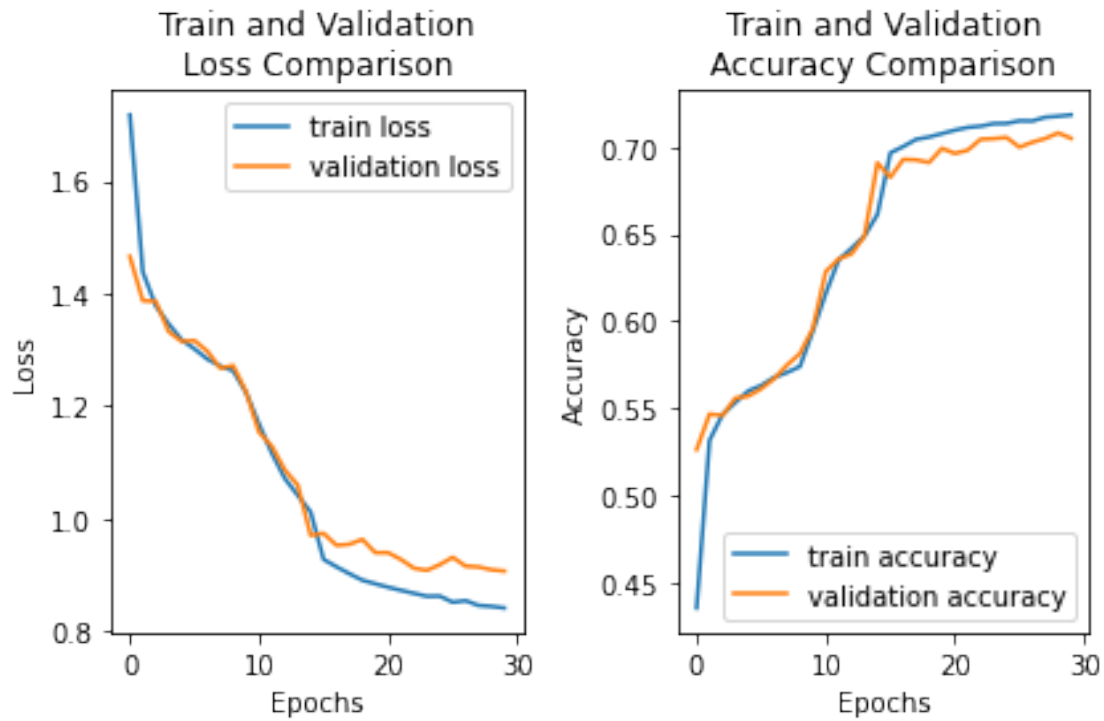 Train and Validation
Loss Comparison
train loss
validation loss
1.6
1.4
1.2
1.0
0.8
Loss
0
10
20
30
Epochs
Train and Validation
Accuracy Comparison
0.70
0.65
0.60
0.55
0.50
0.45
Accuracy
train accuracy
validation accuracy
0
10
20
30
Epochs